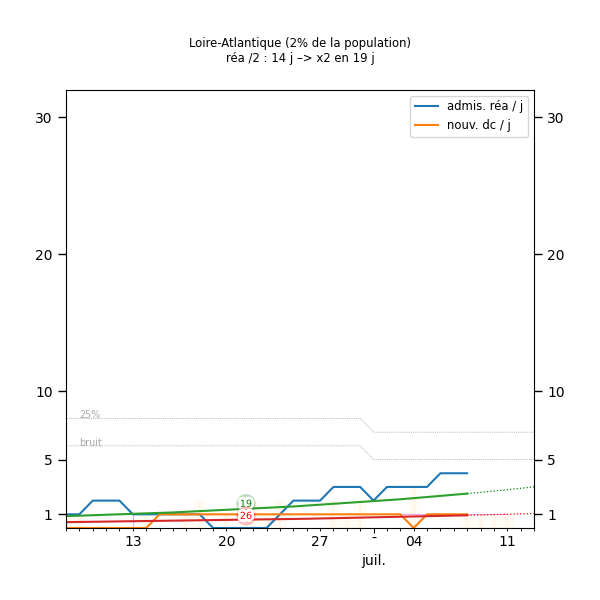 Loire-Atlantique (2% de la population)
réa /2 : 14 j –> x2 en 19 j
admis. réa / j
nouv. dc / j
30 30
20 20
10 10
25%
bruit
5 5
19
26
1 1
13 20 27 - 04 11
juil.